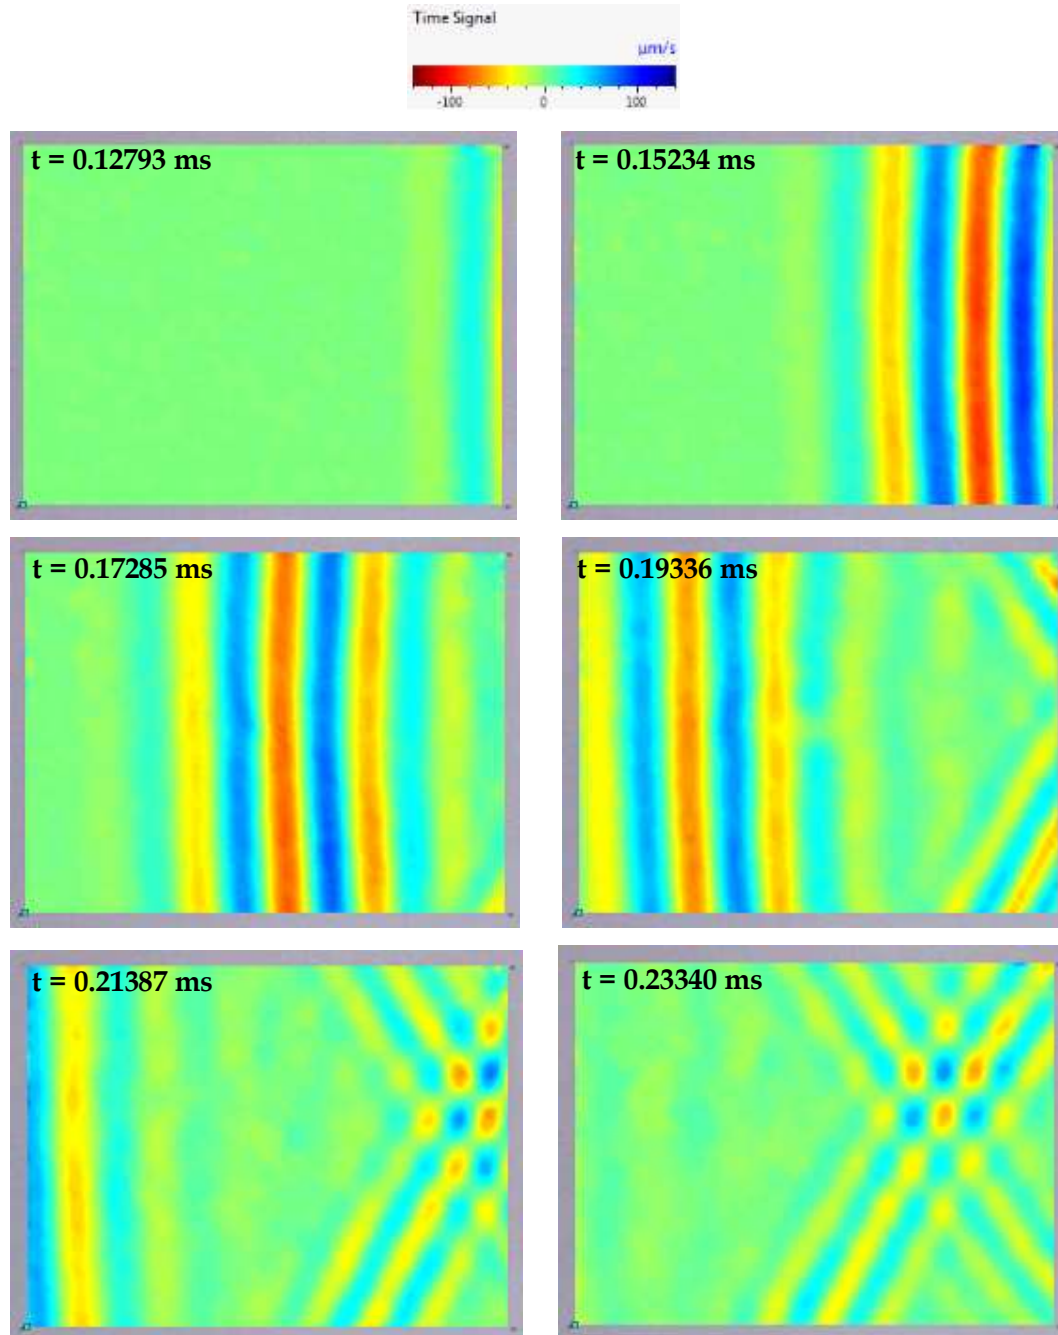 Time Signal
μm/s
-100 0 100
t = 0.12793 ms
t = 0.15234 ms
t = 0.17285 ms
t = 0.19336 ms
t = 0.21387 ms
t = 0.23340 ms